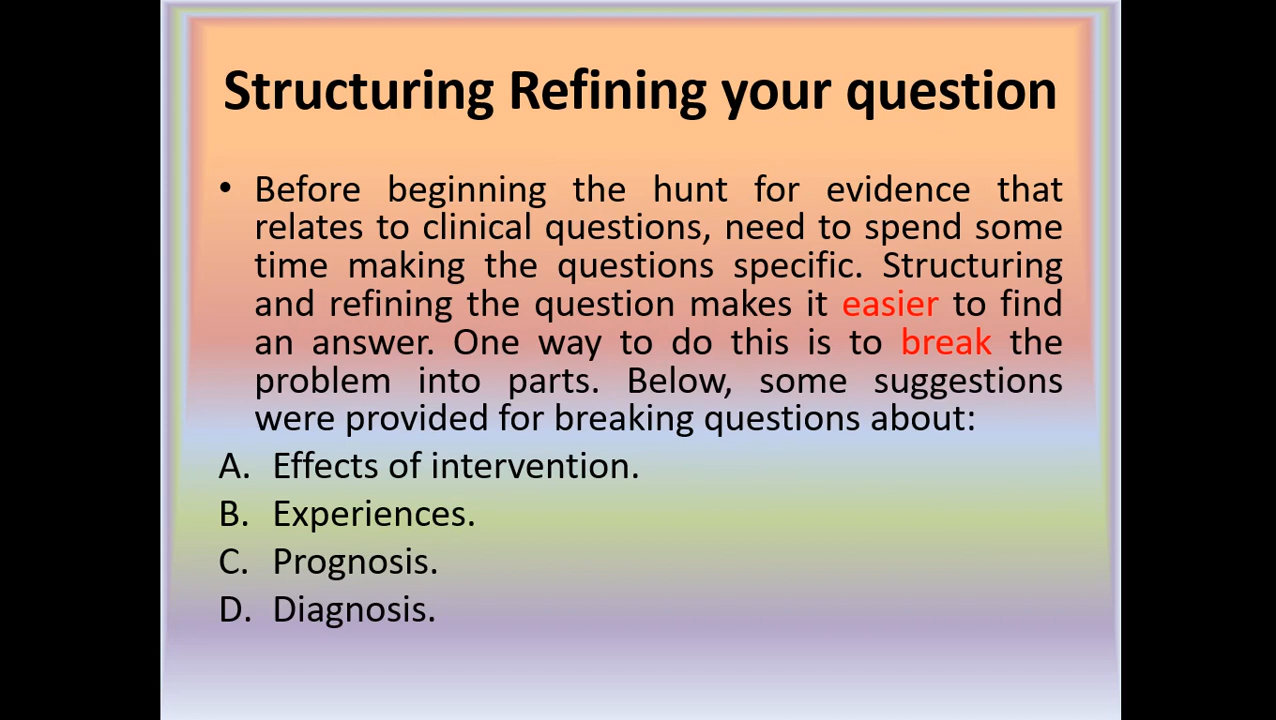 Structuring Refining your question
• Before beginning the hunt for evidence that
relates to clinical questions, need to spend some
time making the questions specific. Structuring
and refining the question makes it easier to find
an answer. One way to do this is to break the
problem into parts. Below, some suggestions
were provided for breaking questions about:
A. Effects of intervention.
B. Experiences.
C. Prognosis.
D. Diagnosis.